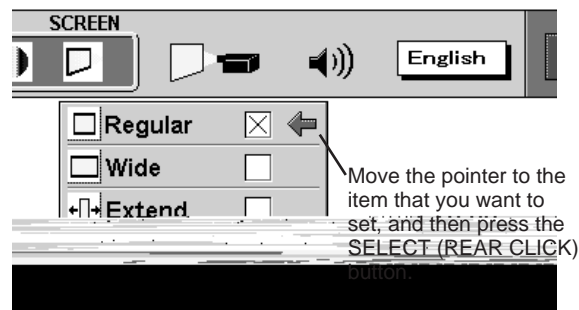 SCREEN
English
Regular
Wide
Extend
Move the pointer to the
item that you want to
set, and then press the
SELECT (REAR CLICK)
button.